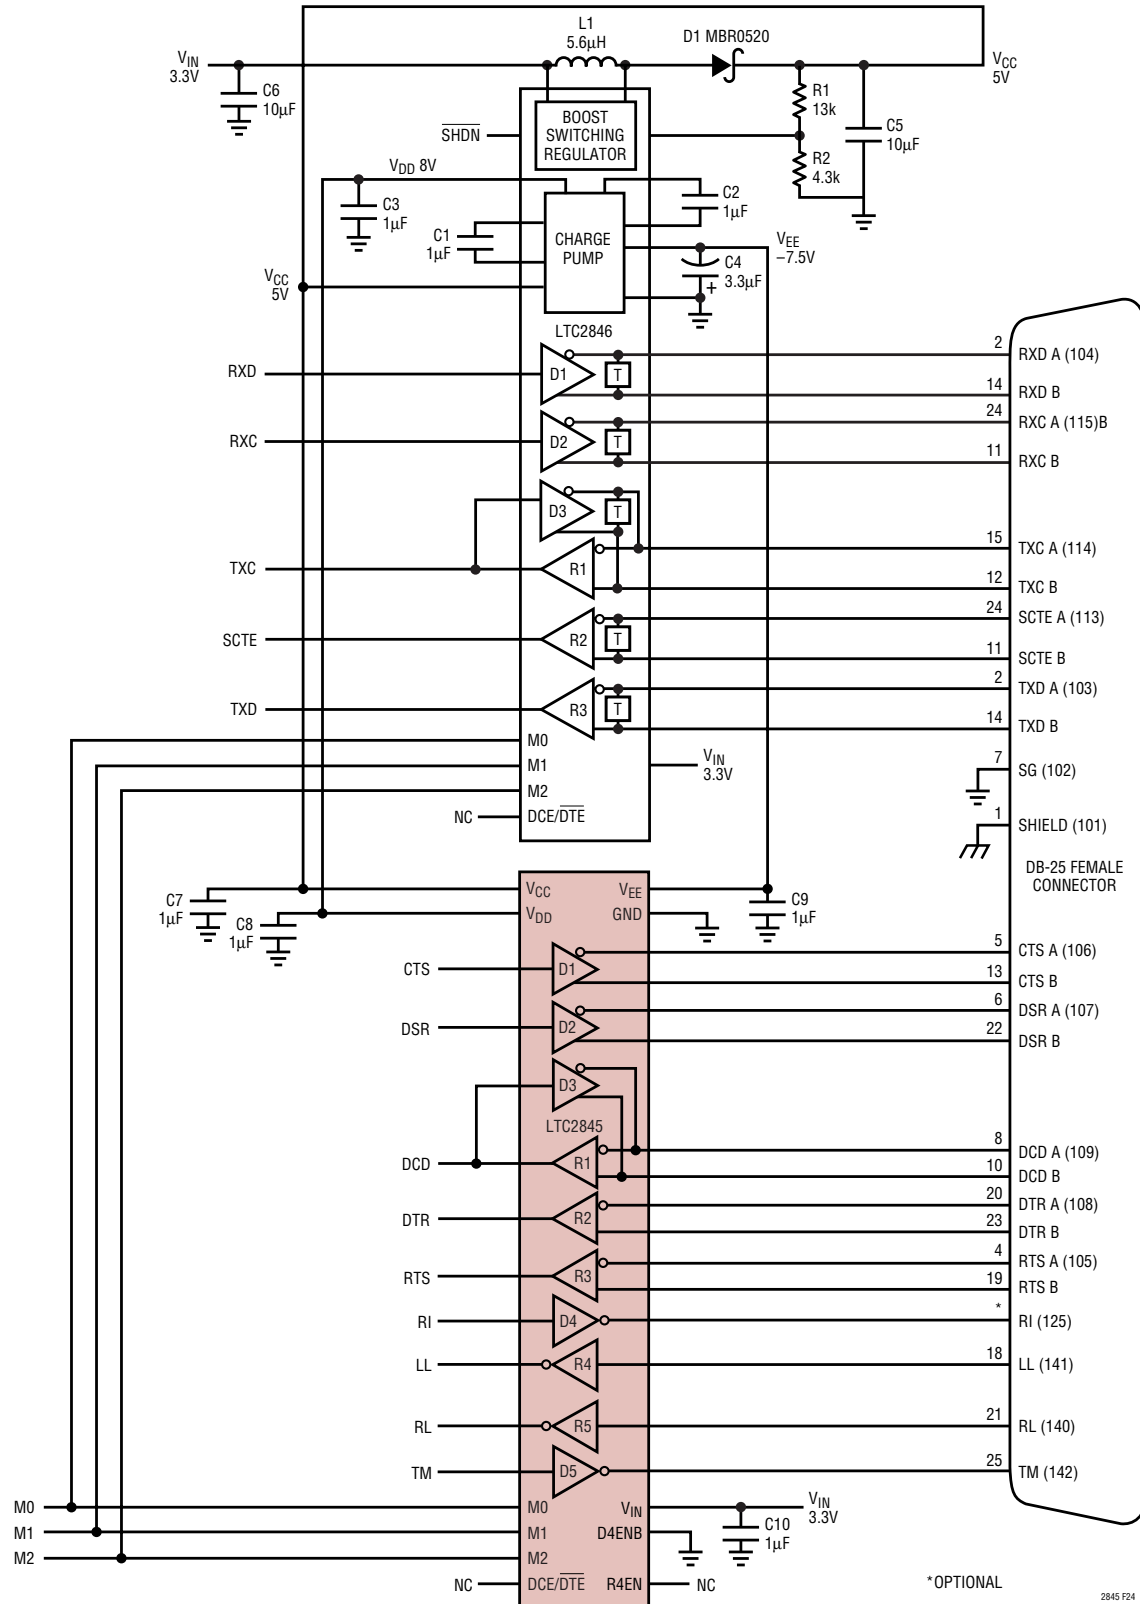 L1
5.6µH
D1 MBR0520
VIN
3.3V
VCC
5V
C6
10µF
R1
13k
BOOST
SWITCHING
REGULATOR
SHDN
C5
10µF
R2
4.3k
VDD 8V
C3
1µF
C2
1µF
C1
1µF
CHARGE
PUMP
VEE
–7.5V
C4
3.3µF
+
VCC
5V
LTC2846
RXD
D1
T
2
RXD A (104)
14
RXD B
RXC
D2
T
24
RXC A (115)B
11
RXC B
D3
T
TXC
R1
15
TXC A (114)
12
TXC B
SCTE
R2
T
24
SCTE A (113)
11
SCTE B
TXD
R3
T
2
TXD A (103)
14
TXD B
M0
M1
M2
NC
DCE/DTE
VIN
3.3V
7
SG (102)
1
SHIELD (101)
DB-25 FEMALE
CONNECTOR
C7
1µF
C8
1µF
VCC
VDD
VEE
GND
C9
1µF
CTS
D1
5
CTS A (106)
13
CTS B
DSR
D2
6
DSR A (107)
22
DSR B
D3
LTC2845
DCD
R1
8
DCD A (109)
10
DCD B
DTR
R2
20
DTR A (108)
23
DTR B
RTS
R3
4
RTS A (105)
19
RTS B
RI
D4
*
RI (125)
LL
R4
18
LL (141)
RL
R5
21
RL (140)
TM
D5
25
TM (142)
M0
M0
VIN
VIN
3.3V
M1
M1
D4ENB
C10
1µF
M2
M2
NC
DCE/DTE
R4EN
NC
*OPTIONAL
2845 F24